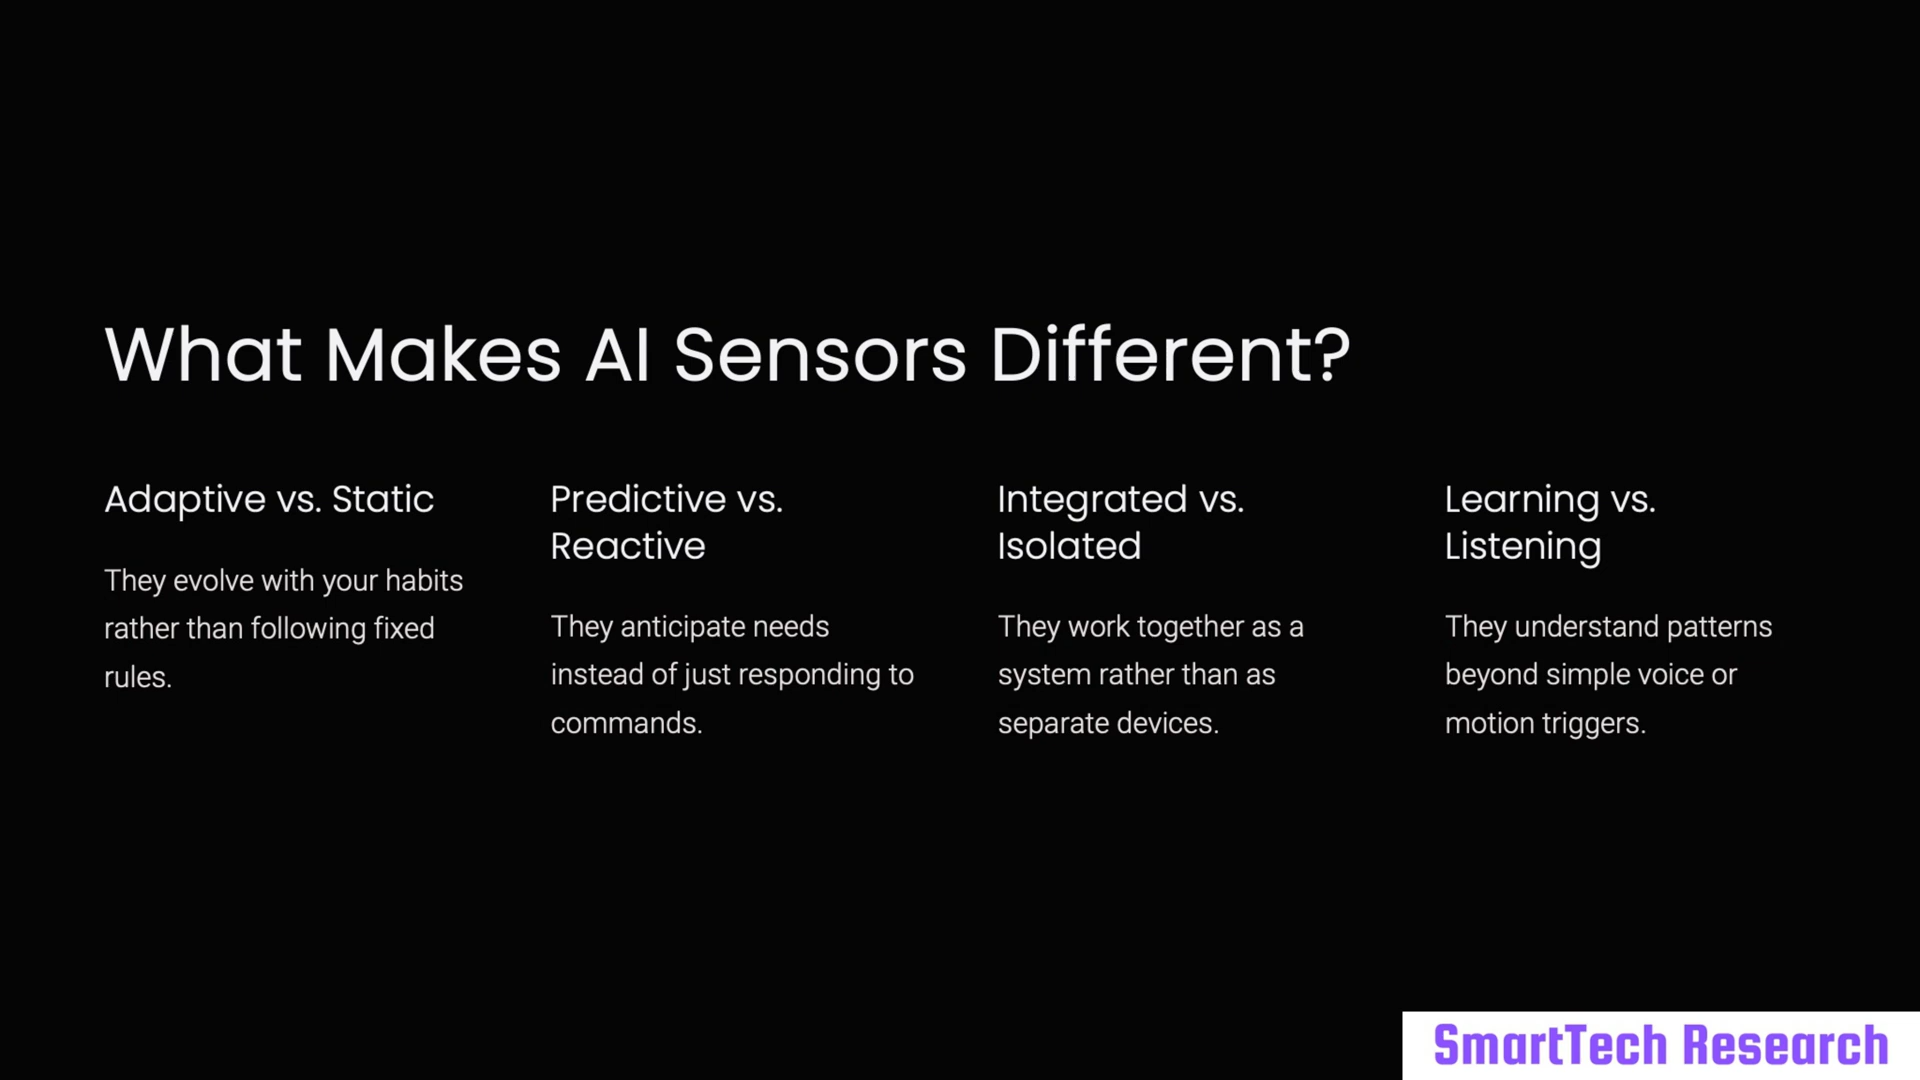 What Makes AI Sensors Different?
Adaptive vs. Static
They evolve with your habits
rather than following fixed
rules.
Predictive vs.
Reactive
They anticipate needs
instead of just responding to
commands.
Integrated vs.
Isolated
They work together as a
system rather than as
separate devices.
Learning vs.
Listening
They understand patterns
beyond simple voice or
motion triggers.
SmartTech Research